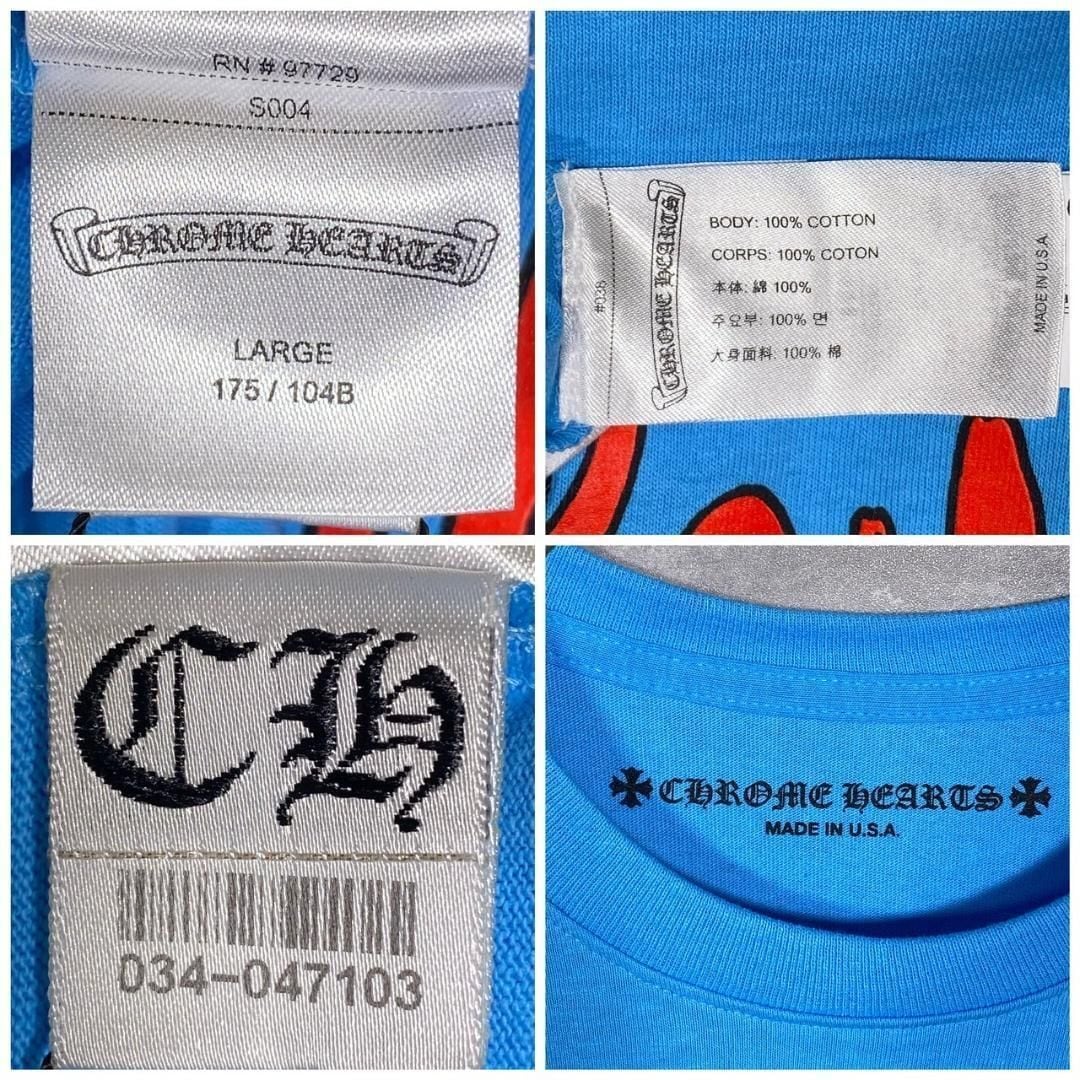 RN # 97729
S004
CHROME HEARTS
LARGE
175 / 104B
#038
CHROME HEARTS
BODY: 100% COTTON
CORPS: 100% COTON
本体: 綿 100%
주요부: 100% 면
大身面料: 100% 棉
MADE IN U.S.A
CH
034-047103
CHROME HEARTS
MADE IN U.S.A.